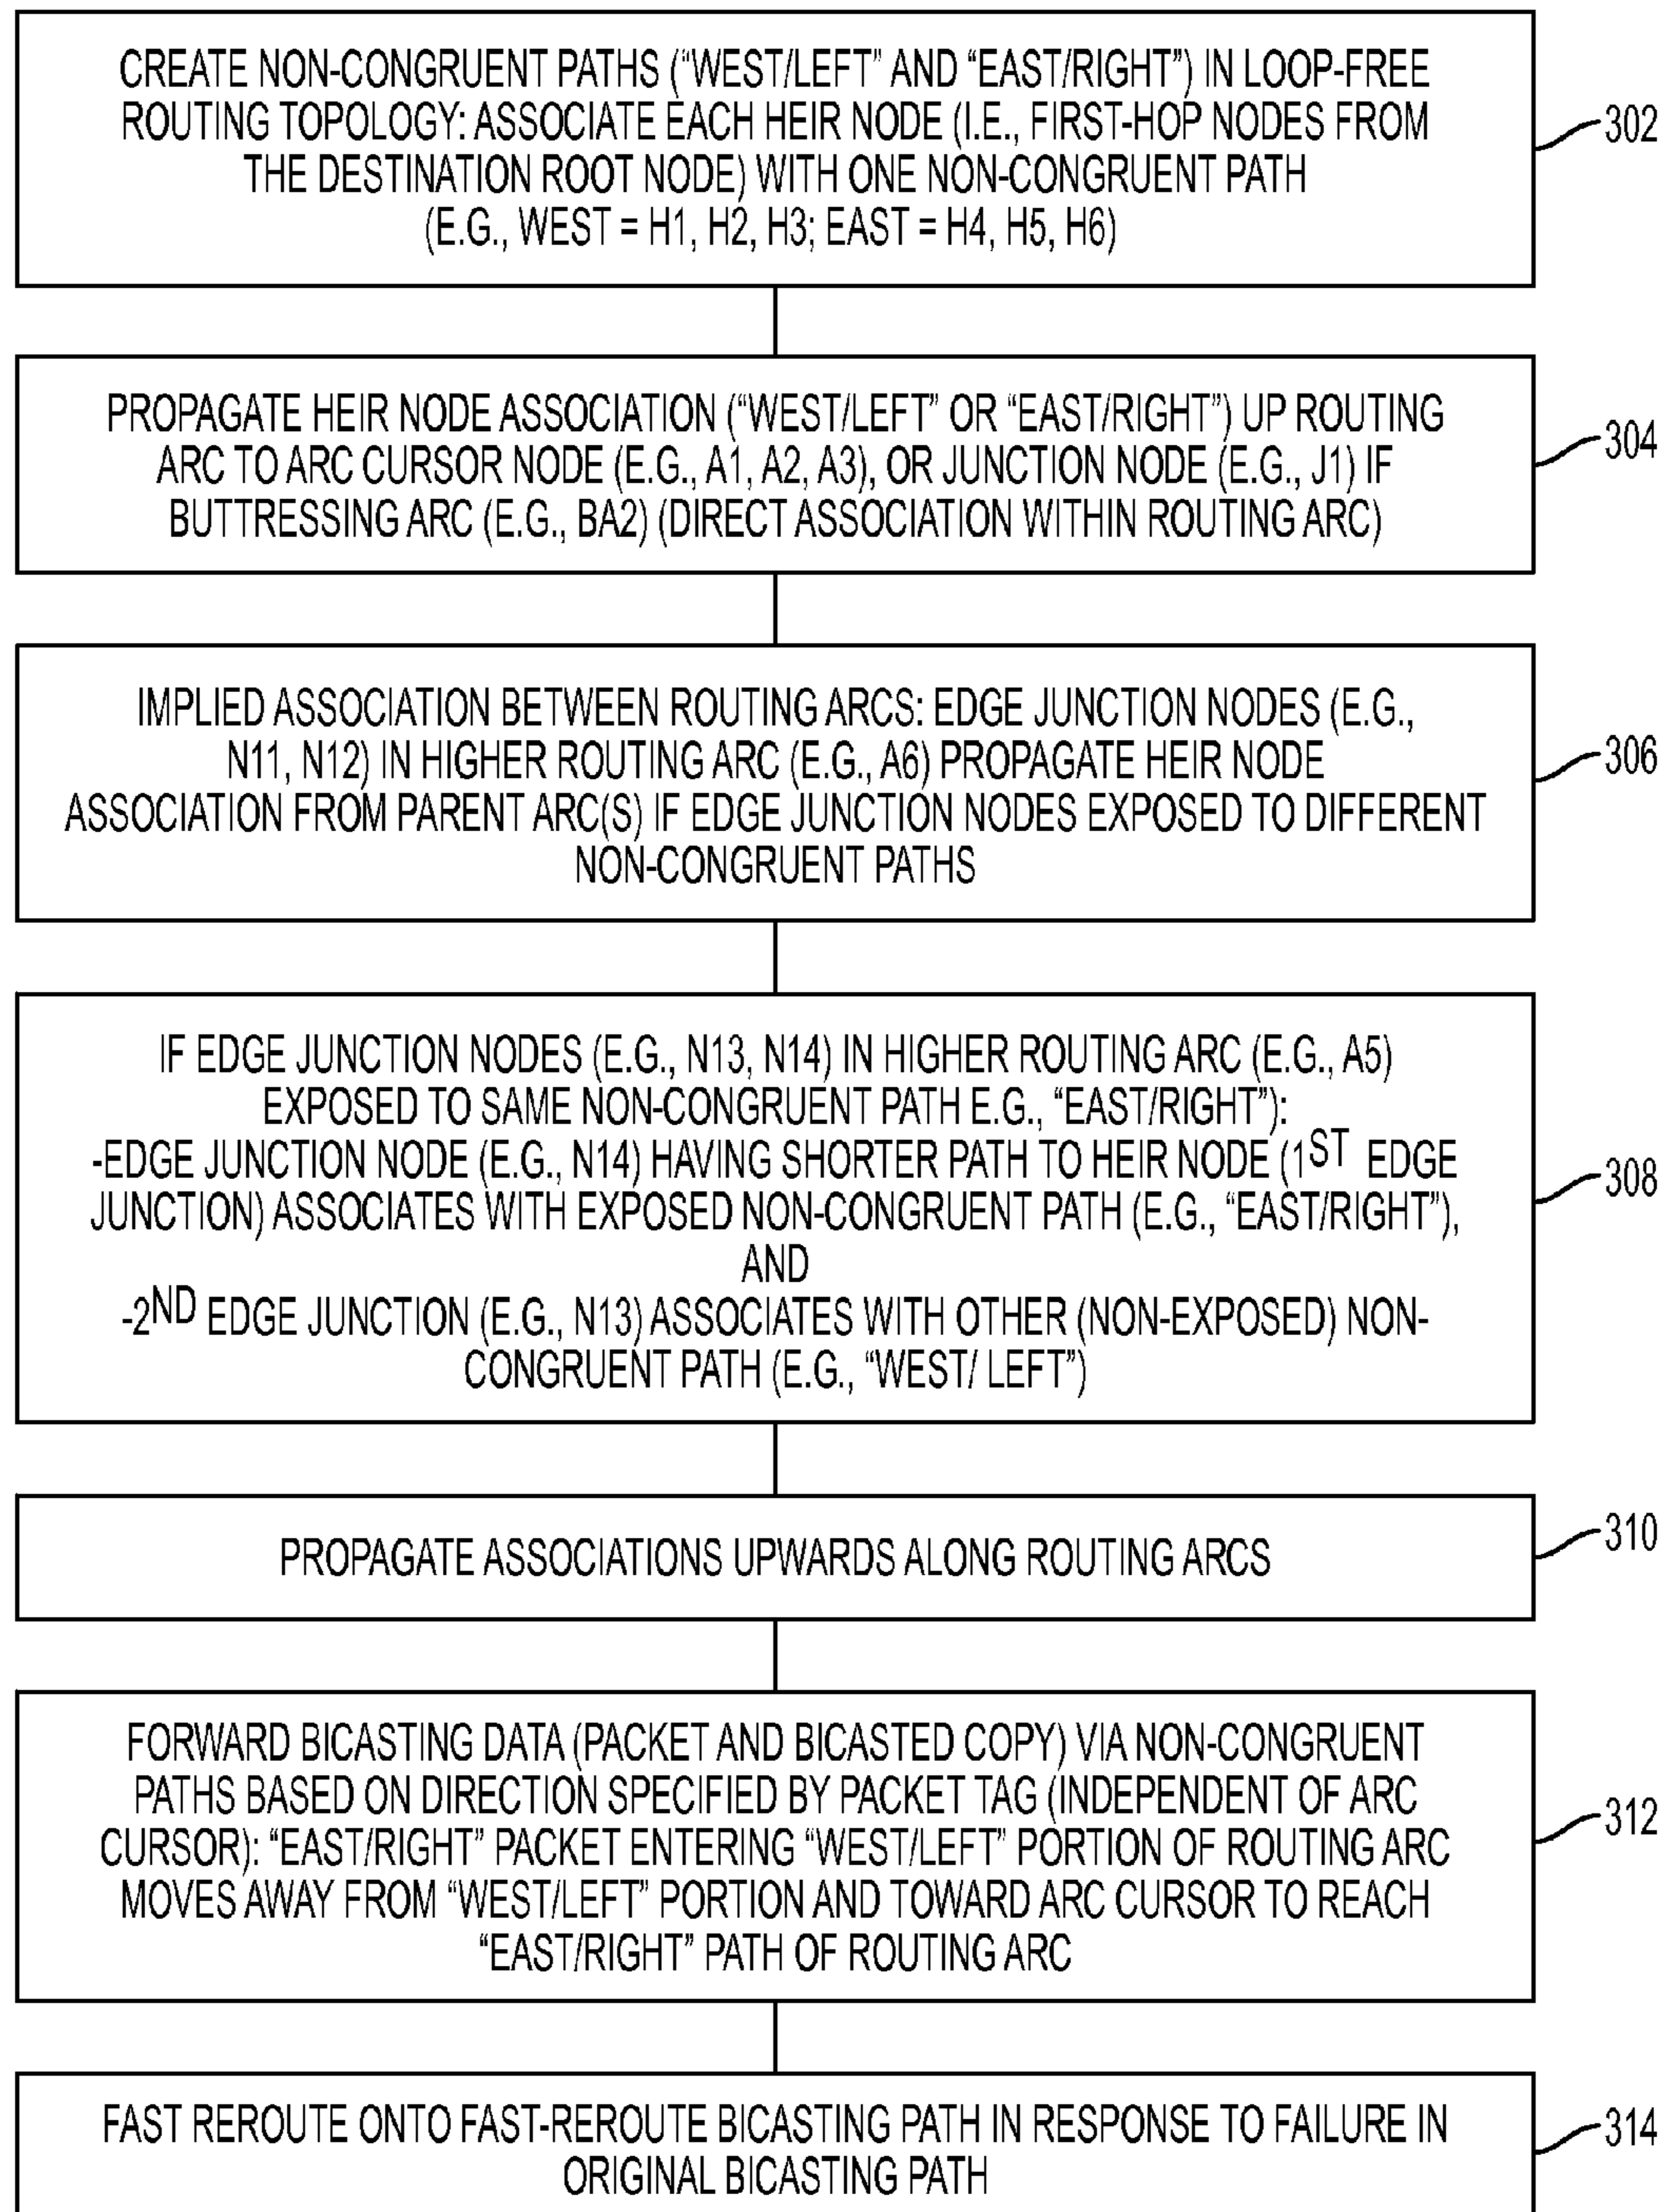 CREATE NON-CONGRUENT PATHS (“WEST/LEFT” AND “EAST/RIGHT”) IN LOOP-FREE
ROUTING TOPOLOGY: ASSOCIATE EACH HEIR NODE (I.E., FIRST-HOP NODES FROM
THE DESTINATION ROOT NODE) WITH ONE NON-CONGRUENT PATH
(E.G., WEST = H1, H2, H3; EAST = H4, H5, H6)
302
PROPAGATE HEIR NODE ASSOCIATION (“WEST/LEFT” OR “EAST/RIGHT”) UP ROUTING
ARC TO ARC CURSOR NODE (E.G., A1, A2, A3), OR JUNCTION NODE (E.G., J1) IF
BUTTRESSING ARC (E.G., BA2) (DIRECT ASSOCIATION WITHIN ROUTING ARC)
304
IMPLIED ASSOCIATION BETWEEN ROUTING ARCS: EDGE JUNCTION NODES (E.G.,
N11, N12) IN HIGHER ROUTING ARC (E.G., A6) PROPAGATE HEIR NODE
ASSOCIATION FROM PARENT ARC(S) IF EDGE JUNCTION NODES EXPOSED TO DIFFERENT
NON-CONGRUENT PATHS
306
IF EDGE JUNCTION NODES (E.G., N13, N14) IN HIGHER ROUTING ARC (E.G., A5)
EXPOSED TO SAME NON-CONGRUENT PATH E.G., “EAST/RIGHT”):
-EDGE JUNCTION NODE (E.G., N14) HAVING SHORTER PATH TO HEIR NODE (1ST EDGE
JUNCTION) ASSOCIATES WITH EXPOSED NON-CONGRUENT PATH (E.G., “EAST/RIGHT”),
AND
-2ND EDGE JUNCTION (E.G., N13) ASSOCIATES WITH OTHER (NON-EXPOSED) NON-
CONGRUENT PATH (E.G., “WEST/ LEFT”)
308
PROPAGATE ASSOCIATIONS UPWARDS ALONG ROUTING ARCS
310
FORWARD BICASTING DATA (PACKET AND BICASTED COPY) VIA NON-CONGRUENT
PATHS BASED ON DIRECTION SPECIFIED BY PACKET TAG (INDEPENDENT OF ARC
CURSOR): “EAST/RIGHT” PACKET ENTERING “WEST/LEFT” PORTION OF ROUTING ARC
MOVES AWAY FROM “WEST/LEFT” PORTION AND TOWARD ARC CURSOR TO REACH
“EAST/RIGHT” PATH OF ROUTING ARC
312
FAST REROUTE ONTO FAST-REROUTE BICASTING PATH IN RESPONSE TO FAILURE IN
ORIGINAL BICASTING PATH
314